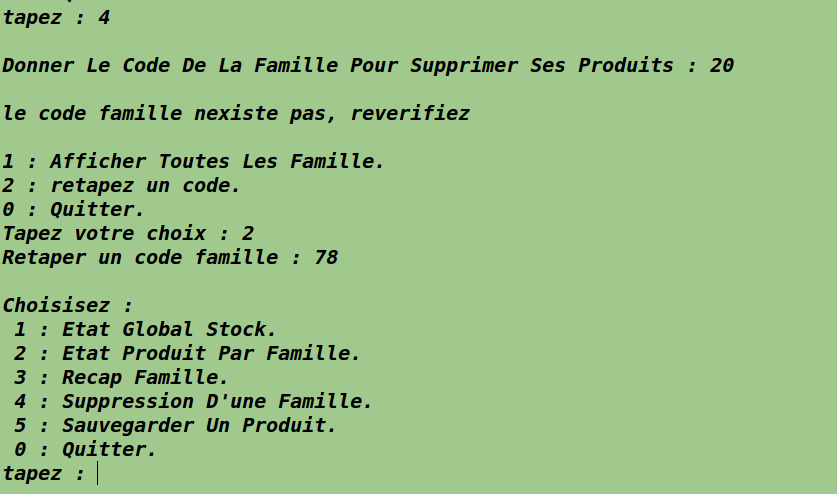 tapez : 4
Donner Le Code De La Famille Pour Supprimer Ses Produits : 20
le code famille nexiste pas, reverifiez
1 : Afficher Toutes Les Famille.
2 : retapez un code.
0 : Quitter.
Tapez votre choix : 2
Retaper un code famille : 78
Choisisez :
1 : Etat Global Stock.
2 : Etat Produit Par Famille.
3 : Recap Famille.
4 : Suppression D'une Famille.
5 : Sauvegarder Un Produit.
0 : Quitter.
tapez :